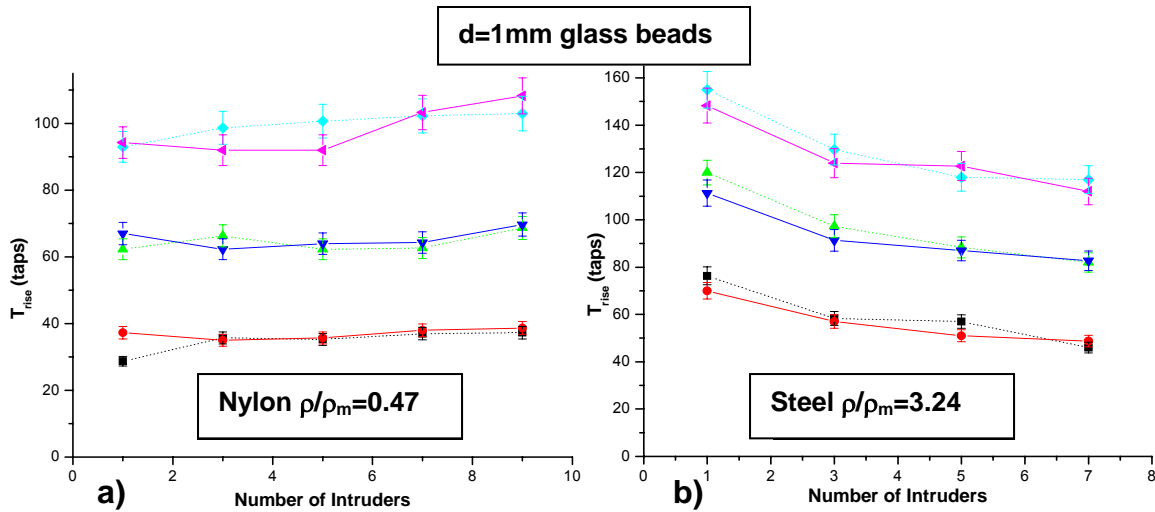 d=1mm glass beads
100
80
60
40
20
0
T_rise (taps)
0 2 4 6 8 10
Number of Intruders
a)
Nylon ρ/ρ_m=0.47
160
140
120
100
80
60
40
20
0
T_rise (taps)
0 1 2 3 4 5 6 7 8
Number of Intruders
b)
Steel ρ/ρ_m=3.24